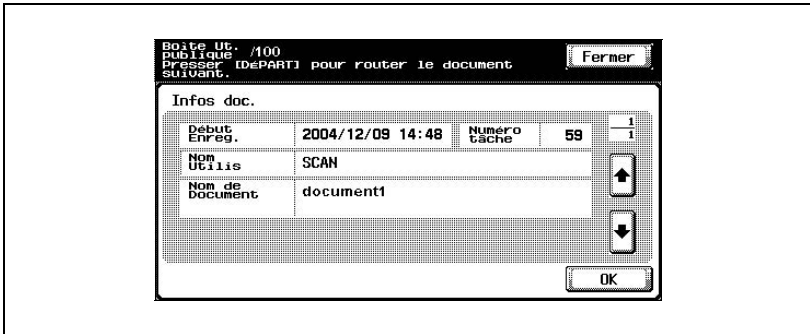 Boîte Ut.
publique /100
Presser [DéPART] pour router le document
suivant.
Fermer
Infos doc.
Début
Enreg.
2004/12/09 14:48
Numéro
tâche
59
1
1
Nom
Utilis
SCAN
Nom de
Document
document1
OK